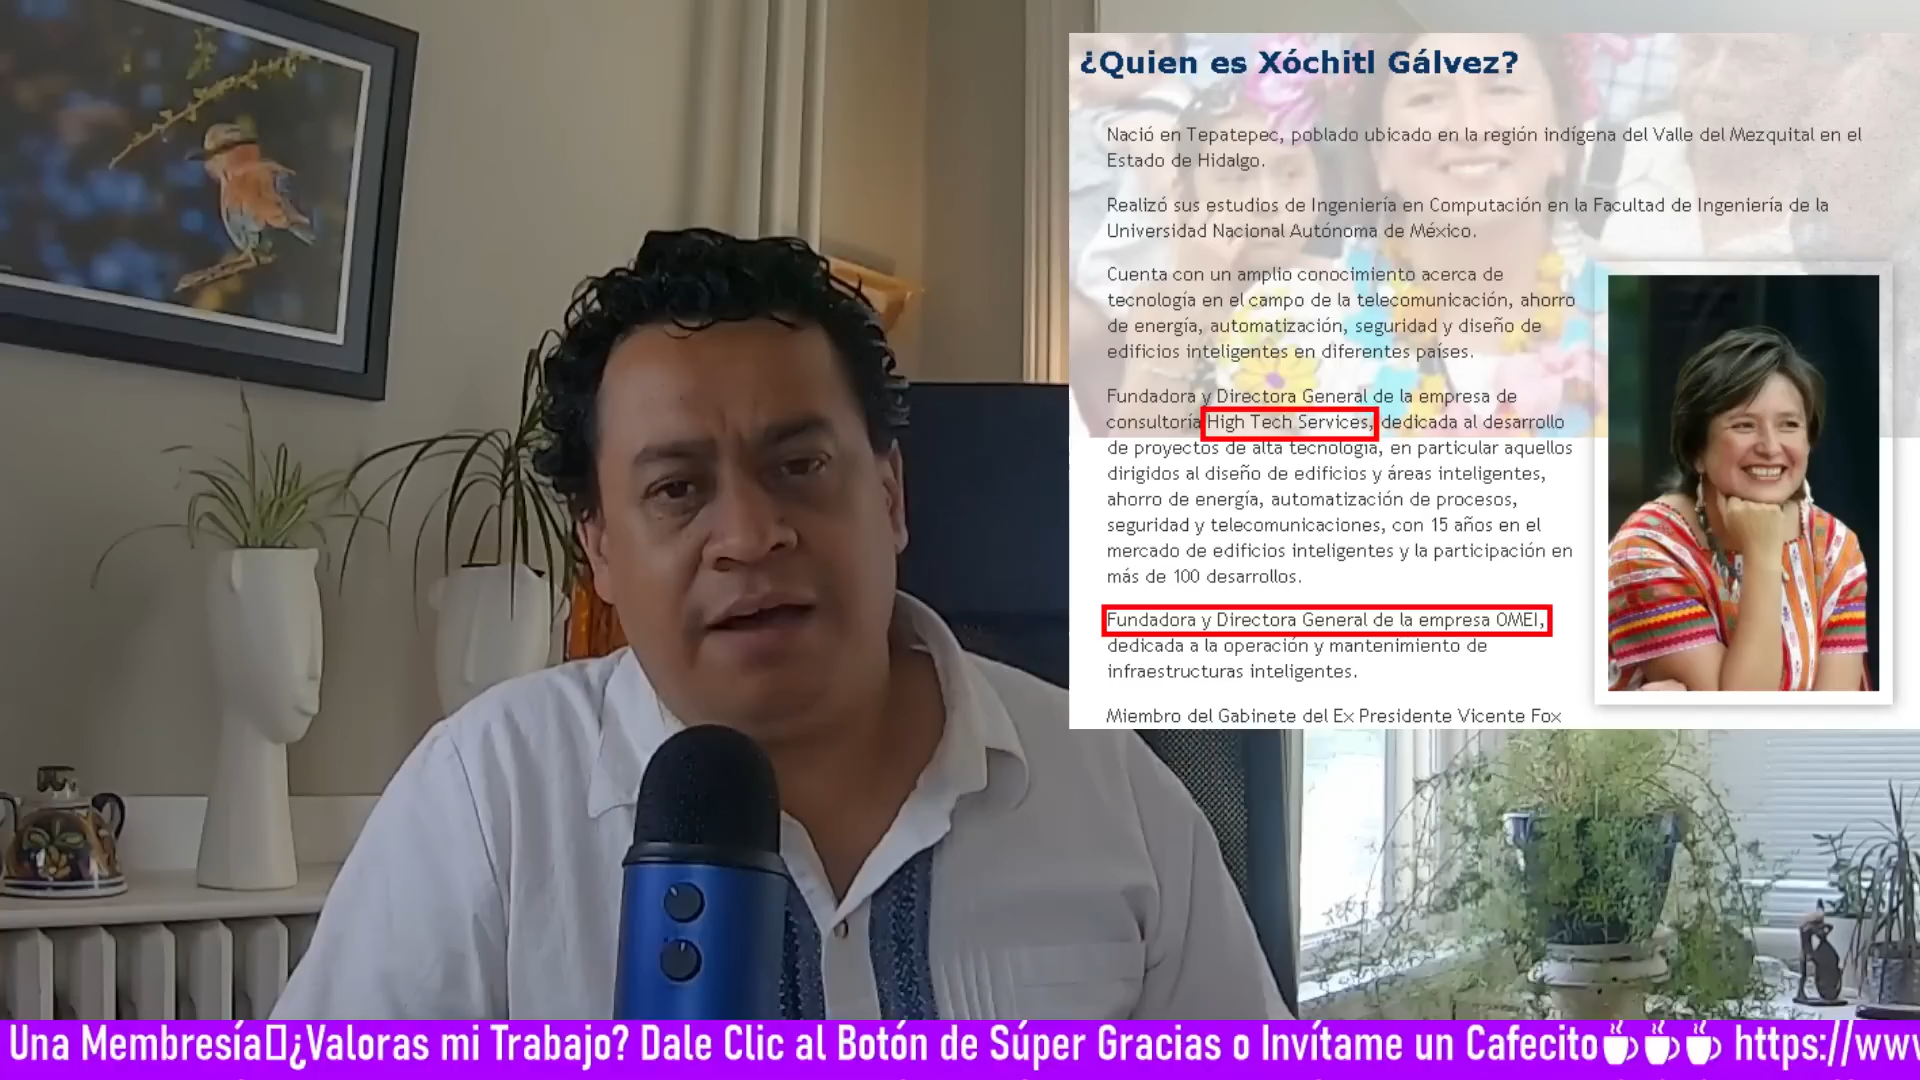 ¿Quien es Xóchitl Gálvez?
Nació en Tepatepec, poblado ubicado en la región indígena del Valle del Mezquital en el
Estado de Hidalgo.
Realizó sus estudios de Ingeniería en Computación en la Facultad de Ingeniería de la
Universidad Nacional Autónoma de México.
Cuenta con un amplio conocimiento acerca de
tecnología en el campo de la telecomunicación, ahorro
de energía, automatización, seguridad y diseño de
edificios inteligentes en diferentes países.
Fundadora y Directora General de la empresa de
consultoría High Tech Services, dedicada al desarrollo
de proyectos de alta tecnología, en particular aquellos
dirigidos al diseño de edificios y áreas inteligentes,
ahorro de energía, automatización de procesos,
seguridad y telecomunicaciones, con 15 años en el
mercado de edificios inteligentes y la participación en
más de 100 desarrollos.
Fundadora y Directora General de la empresa OMEI,
dedicada a la operación y mantenimiento de
infraestructuras inteligentes.
Miembro del Gabinete del Ex Presidente Vicente Fox
Una Membresía¿Valoras mi Trabajo? Dale Clic al Botón de Súper Gracias o Invítame un Cafecito☕☕☕ https://www